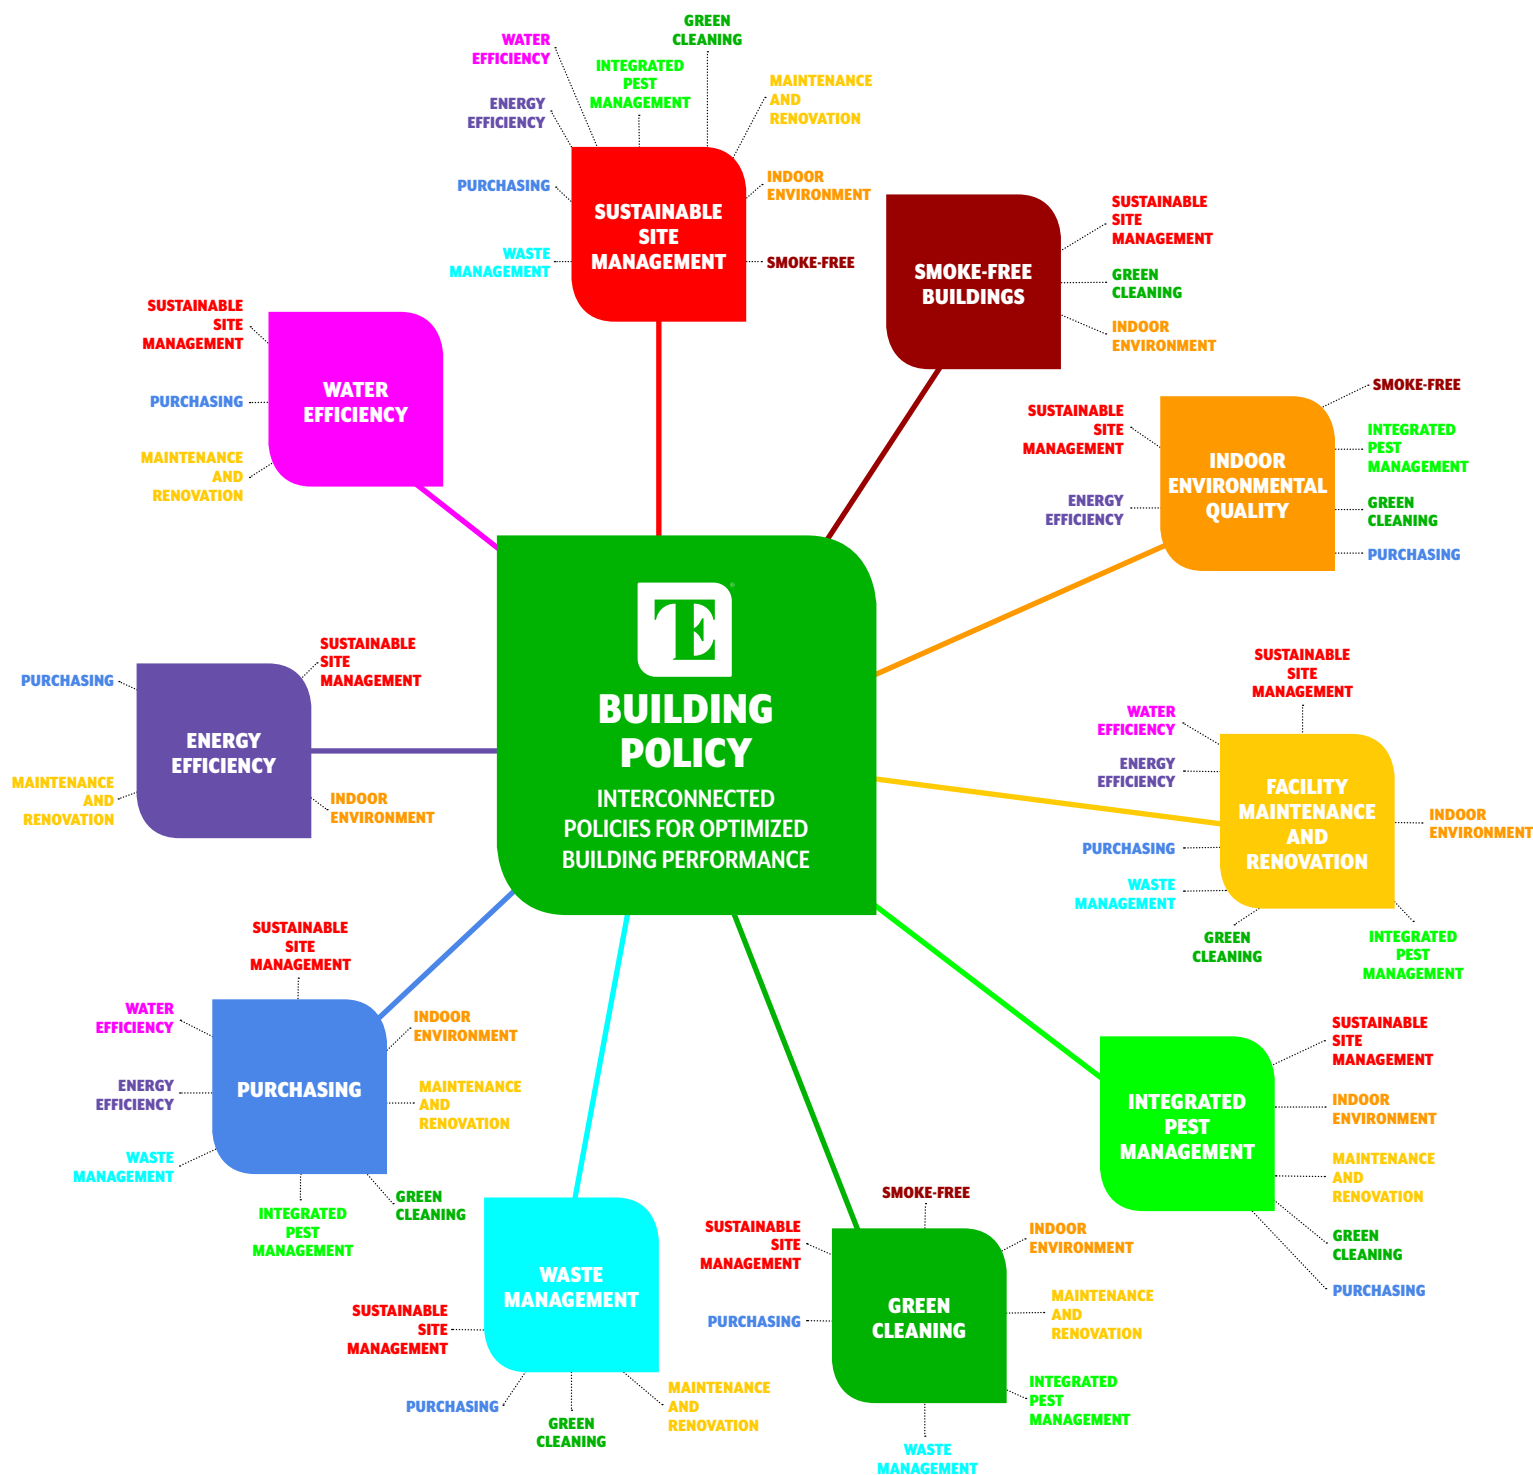 GREEN
CLEANING
WATER
EFFICIENCY
INTEGRATED
PEST
MANAGEMENT
MAINTENANCE
AND
RENOVATION
ENERGY
EFFICIENCY
PURCHASING
INDOOR
ENVIRONMENT
WASTE
MANAGEMENT
SMOKE-FREE
SUSTAINABLE
SITE
MANAGEMENT
SMOKE-FREE
BUILDINGS
SUSTAINABLE
SITE
MANAGEMENT
GREEN
CLEANING
INDOOR
ENVIRONMENT
SUSTAINABLE
SITE
MANAGEMENT
PURCHASING
MAINTENANCE
AND
RENOVATION
WATER
EFFICIENCY
SMOKE-FREE
SUSTAINABLE
SITE
MANAGEMENT
INTEGRATED
PEST
MANAGEMENT
ENERGY
EFFICIENCY
GREEN
CLEANING
PURCHASING
INDOOR
ENVIRONMENTAL
QUALITY
TE
BUILDING
POLICY
INTERCONNECTED
POLICIES FOR OPTIMIZED
BUILDING PERFORMANCE
SUSTAINABLE
SITE
MANAGEMENT
PURCHASING
MAINTENANCE
AND
RENOVATION
INDOOR
ENVIRONMENT
ENERGY
EFFICIENCY
SUSTAINABLE
SITE
MANAGEMENT
WATER
EFFICIENCY
ENERGY
EFFICIENCY
PURCHASING
WASTE
MANAGEMENT
GREEN
CLEANING
INDOOR
ENVIRONMENT
INTEGRATED
PEST
MANAGEMENT
FACILITY
MAINTENANCE
AND
RENOVATION
SUSTAINABLE
SITE
MANAGEMENT
WATER
EFFICIENCY
INDOOR
ENVIRONMENT
ENERGY
EFFICIENCY
MAINTENANCE
AND
RENOVATION
WASTE
MANAGEMENT
INTEGRATED
PEST
MANAGEMENT
GREEN
CLEANING
PURCHASING
SUSTAINABLE
SITE
MANAGEMENT
INDOOR
ENVIRONMENT
MAINTENANCE
AND
RENOVATION
GREEN
CLEANING
PURCHASING
INTEGRATED
PEST
MANAGEMENT
WASTE
MANAGEMENT
SUSTAINABLE
SITE
MANAGEMENT
PURCHASING
GREEN
CLEANING
MAINTENANCE
AND
RENOVATION
SMOKE-FREE
SUSTAINABLE
SITE
MANAGEMENT
INDOOR
ENVIRONMENT
PURCHASING
MAINTENANCE
AND
RENOVATION
INTEGRATED
PEST
MANAGEMENT
WASTE
MANAGEMENT
GREEN
CLEANING